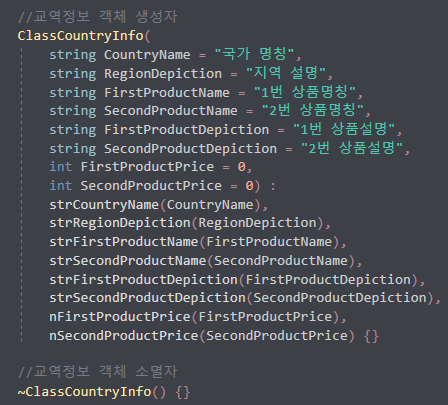 //교역정보 객체 생성자
ClassCountryInfo(
string CountryName = "국가 명칭",
string RegionDepiction = "지역 설명",
string FirstProductName = "1번 상품명칭",
string SecondProductName = "2번 상품명칭",
string FirstProductDepiction = "1번 상품설명",
string SecondProductDepiction = "2번 상품설명",
int FirstProductPrice = 0,
int SecondProductPrice = 0) :
strCountryName(CountryName),
strRegionDepiction(RegionDepiction),
strFirstProductName(FirstProductName),
strSecondProductName(SecondProductName),
strFirstProductDepiction(FirstProductDepiction),
strSecondProductDepiction(SecondProductDepiction),
nFirstProductPrice(FirstProductPrice),
nSecondProductPrice(SecondProductPrice) {}
//교역정보 객체 소멸자
~ClassCountryInfo() {}